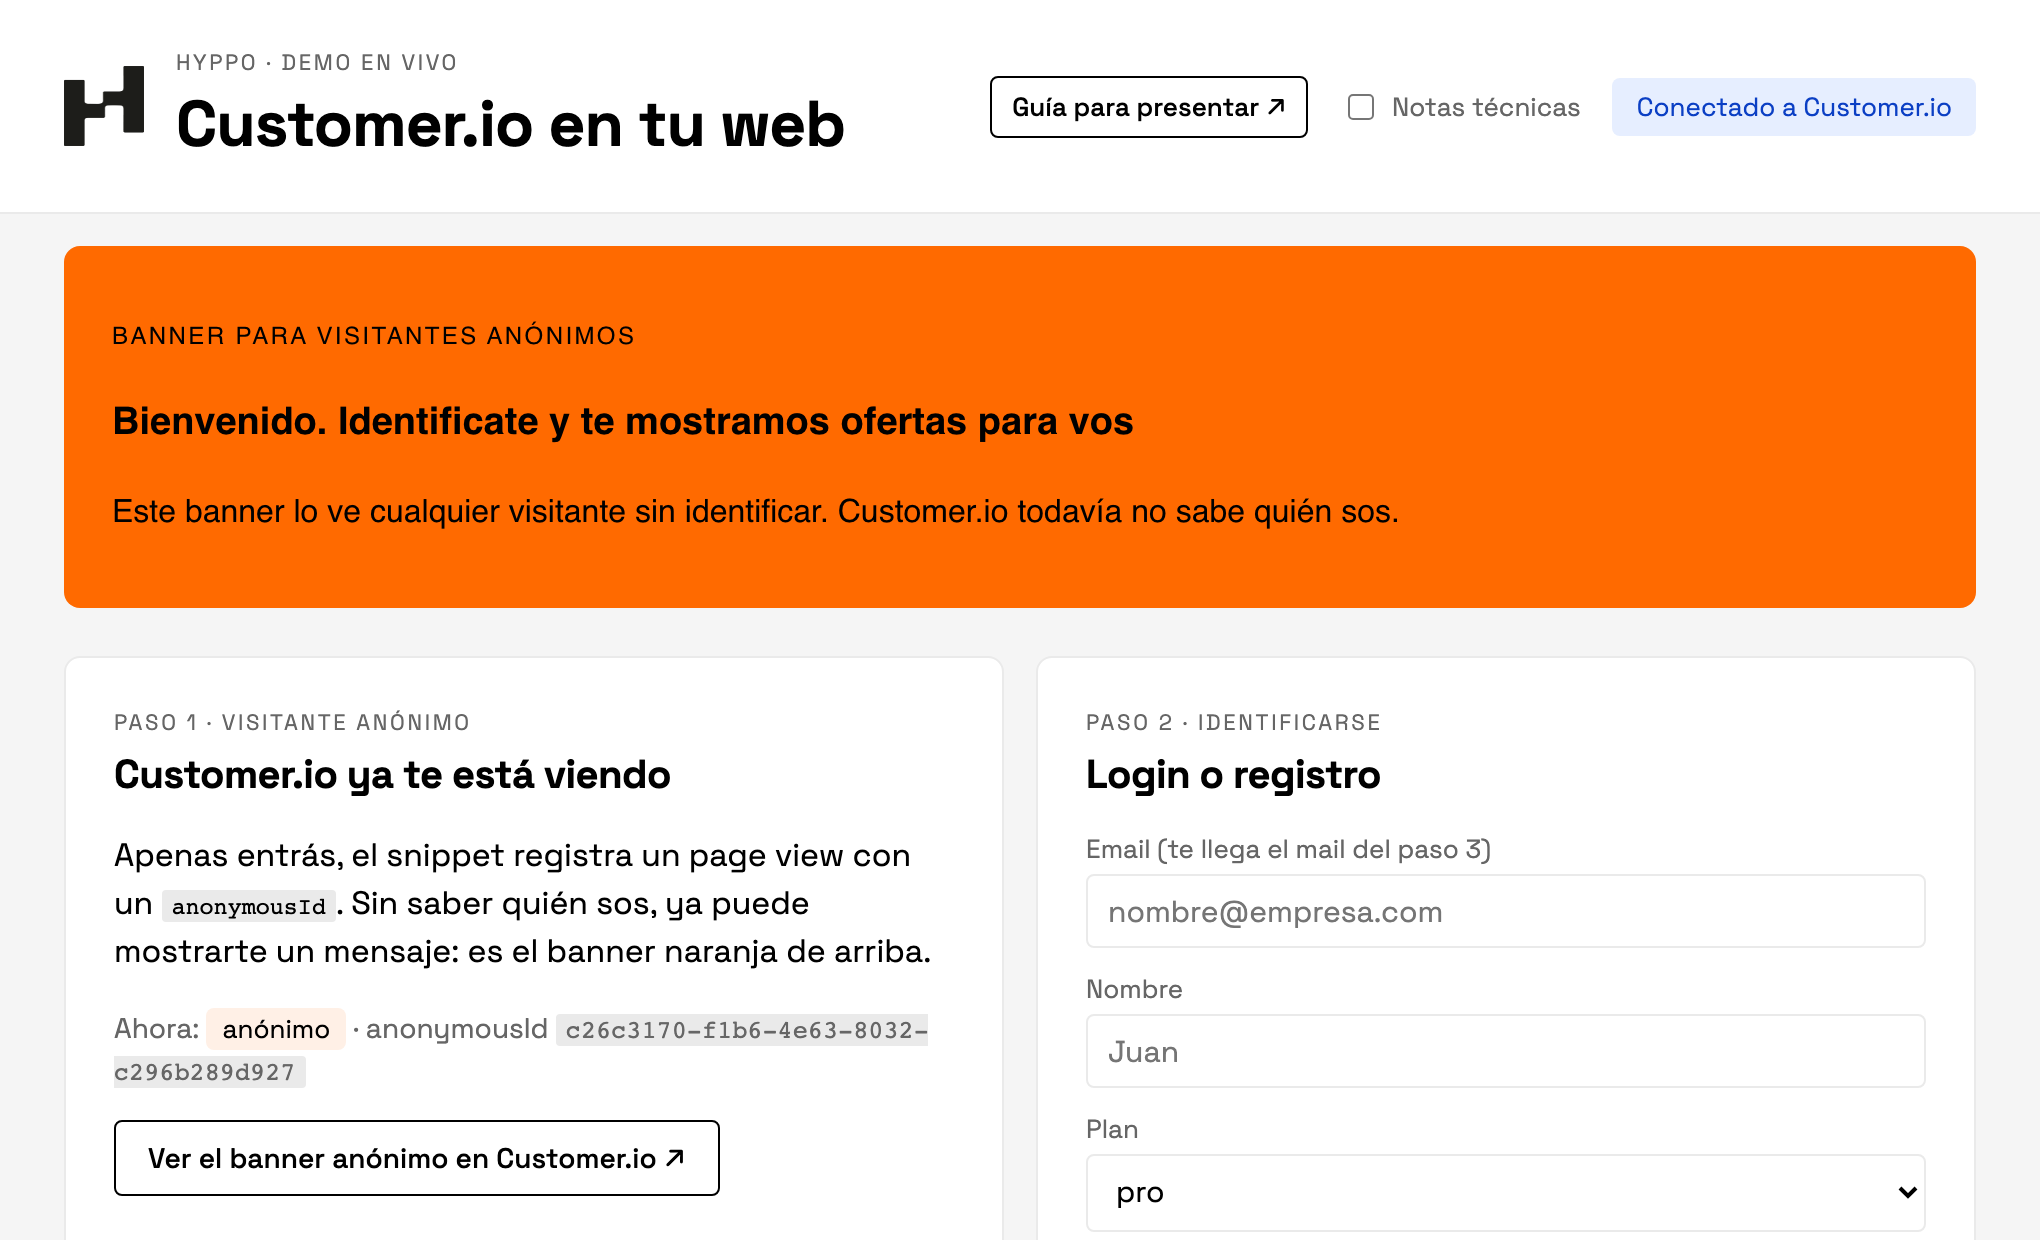 HYPPO · DEMO EN VIVO
Customer.io en tu web
Guía para presentar ↗
Notas técnicas
Conectado a Customer.io
BANNER PARA VISITANTES ANÓNIMOS
Bienvenido. Identificate y te mostramos ofertas para vos
Este banner lo ve cualquier visitante sin identificar. Customer.io todavía no sabe quién sos.
PASO 1 · VISITANTE ANÓNIMO
Customer.io ya te está viendo
Apenas entrás, el snippet registra un page view con
un anonymousId. Sin saber quién sos, ya puede
mostrarte un mensaje: es el banner naranja de arriba.
Ahora: anónimo · anonymousId c26c3170-f1b6-4e63-8032-
c296b289d927
Ver el banner anónimo en Customer.io ↗
PASO 2 · IDENTIFICARSE
Login o registro
Email (te llega el mail del paso 3)
nombre@empresa.com
Nombre
Juan
Plan
pro